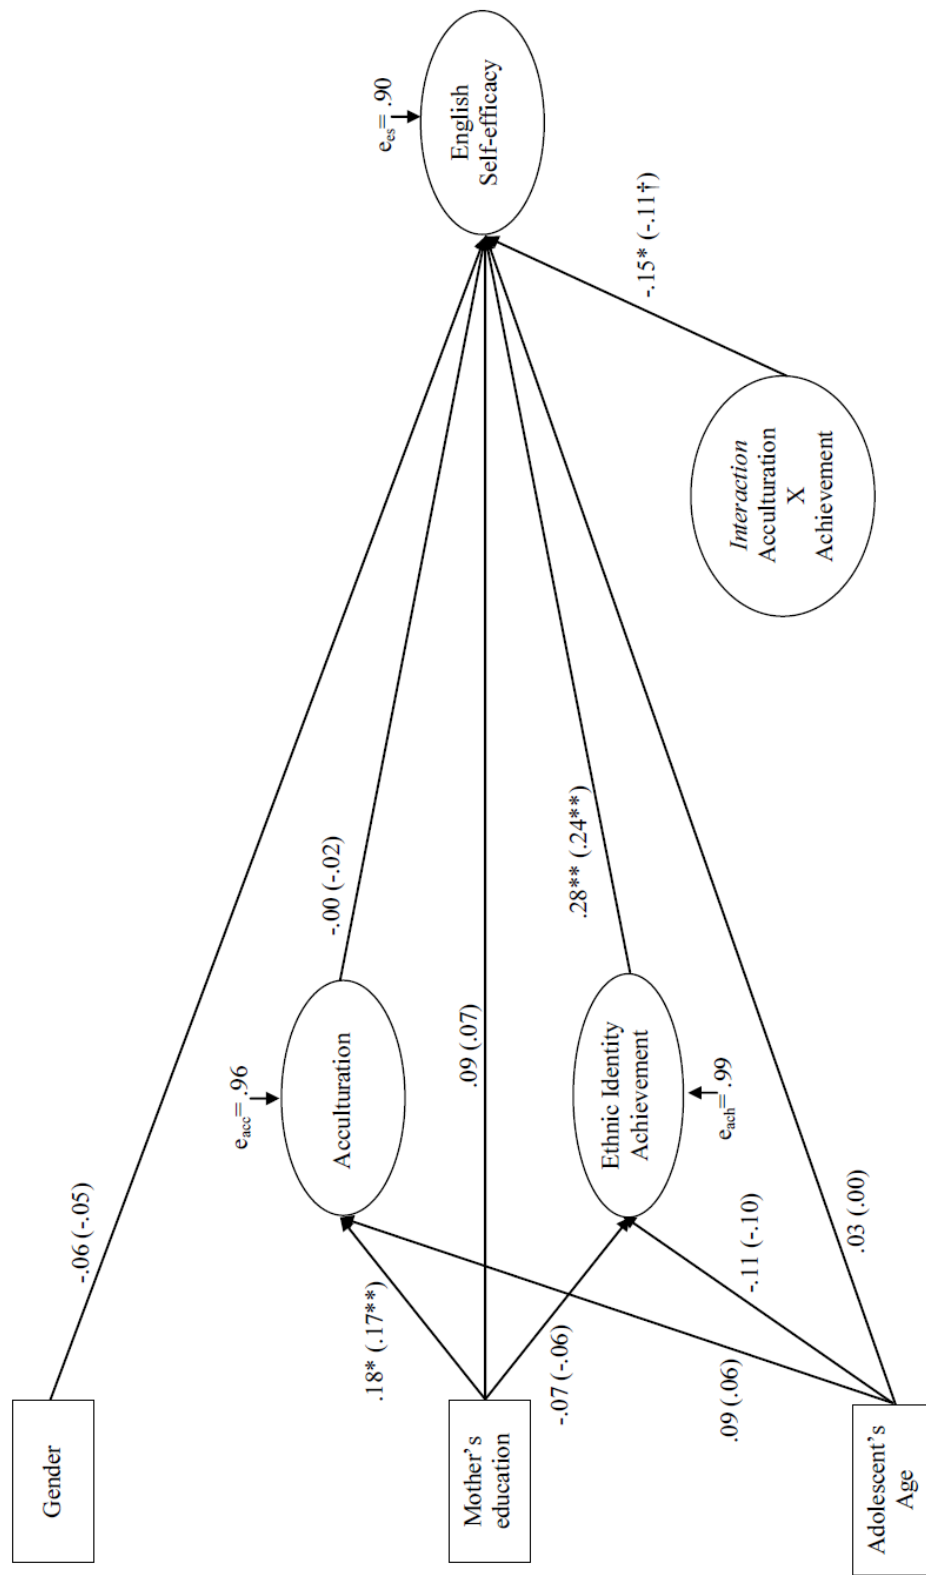 Gender
-.06 (-.05)
e_es= .90
English
Self-efficacy
e_acc= .96
Acculturation
-.00 (-.02)
.18* (.17**)
Mother's
education
.09 (.07)
-.07 (-.06)
Ethnic Identity
Achievement
.28** (.24**)
e_ach= .99
.09 (.06)
-.11 (-.10)
.03 (.00)
-.15* (-.11†)
Interaction
Acculturation
X
Achievement
Adolescent's
Age